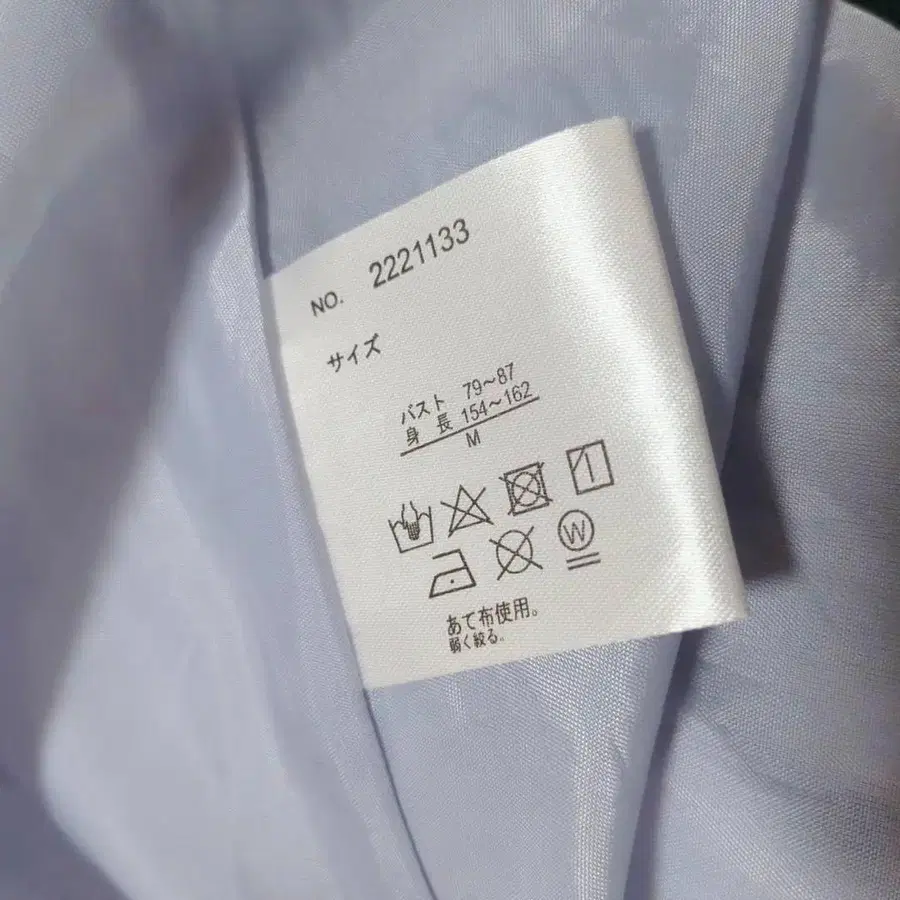 NO. 2221133
サイズ
バスト 79～87
身 長 154～162
M
W
あて布使用。
弱く絞る。